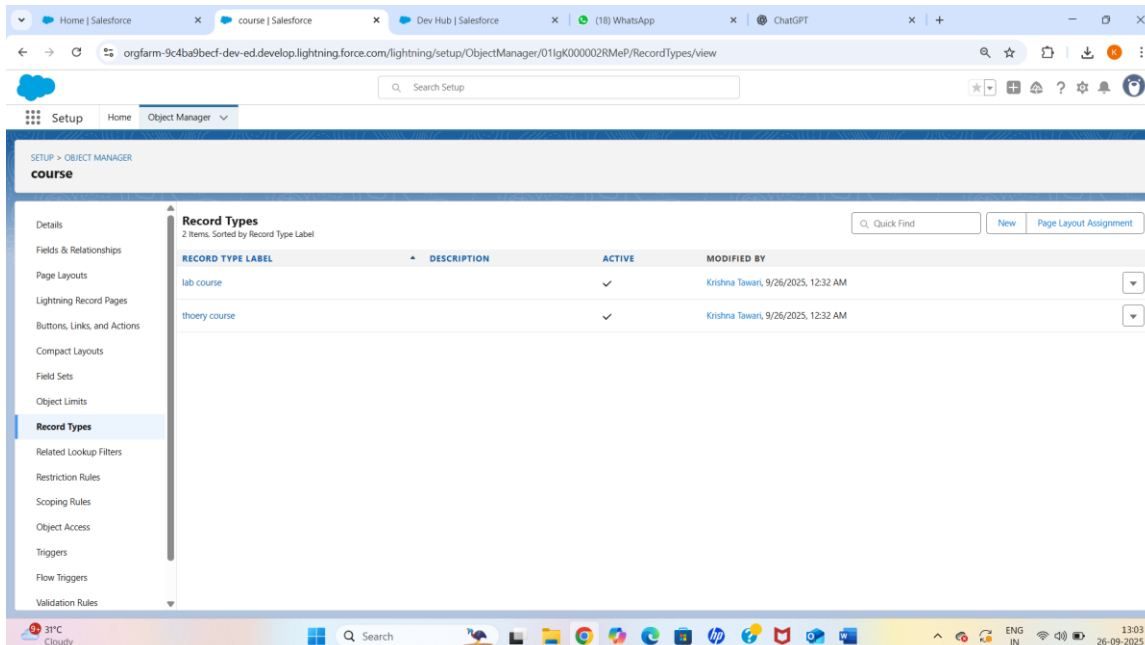 Home | Salesforce
course | Salesforce
Dev Hub | Salesforce
(18) WhatsApp
ChatGPT
orgfarm-9c4ba9becf-dev-ed.develop.lightning.force.com/lightning/setup/ObjectManager/01IgK000002RMeP/RecordTypes/view
K
Search Setup
Setup
Home
Object Manager
SETUP > OBJECT MANAGER
course
Details
Fields & Relationships
Page Layouts
Lightning Record Pages
Buttons, Links, and Actions
Compact Layouts
Field Sets
Object Limits
Record Types
Related Lookup Filters
Restriction Rules
Scoping Rules
Object Access
Triggers
Flow Triggers
Validation Rules
Record Types
2 Items, Sorted by Record Type Label
Quick Find
New
Page Layout Assignment
RECORD TYPE LABEL DESCRIPTION ACTIVE MODIFIED BY
lab course Krishna Tawari, 9/26/2025, 12:32 AM
thoery course Krishna Tawari, 9/26/2025, 12:32 AM
9+
31°C
Cloudy
Search
ENG
IN
13:03
26-09-2025